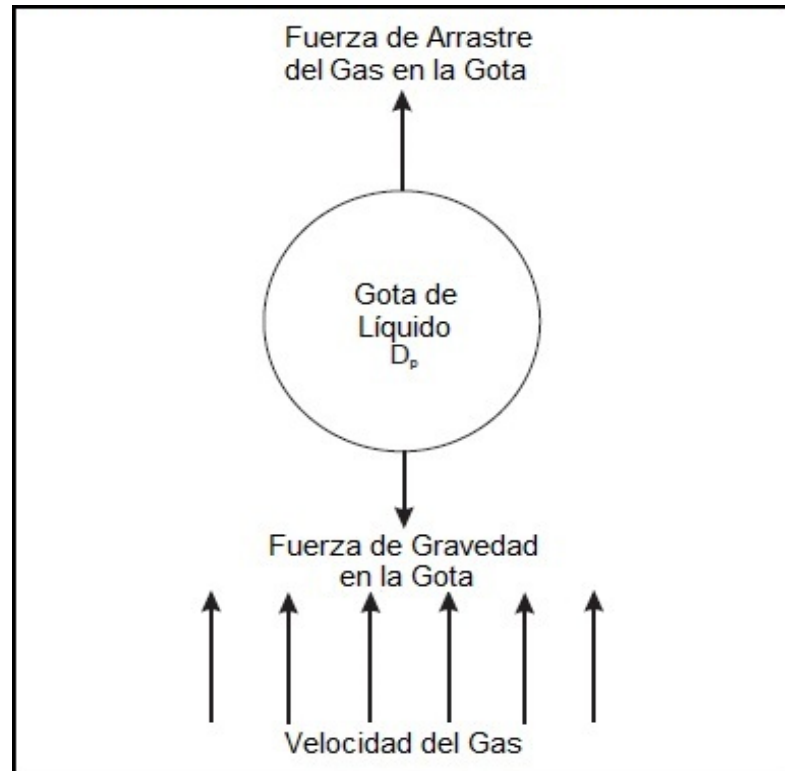 Fuerza de Arrastre
del Gas en la Gota
Gota de
Líquido
Dp
Fuerza de Gravedad
en la Gota
Velocidad del Gas